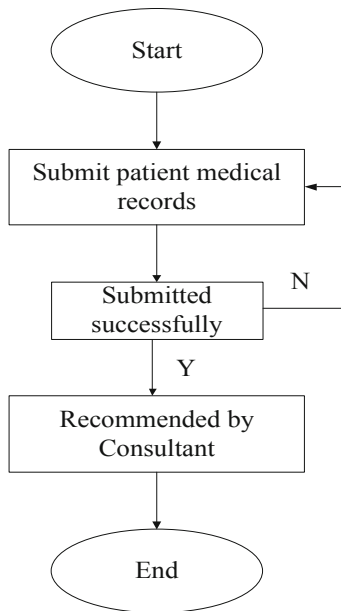 Start
Submit patient medical
records
Submitted
successfully
N
Y
Recommended by
Consultant
End